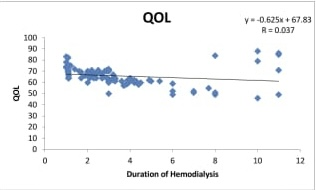 QOL
y = -0.625x + 67.83
R = 0.037
100
90
80
70
60
50
40
30
20
10
0
QOL
0 2 4 6 8 10 12
Duration of Hemodialysis